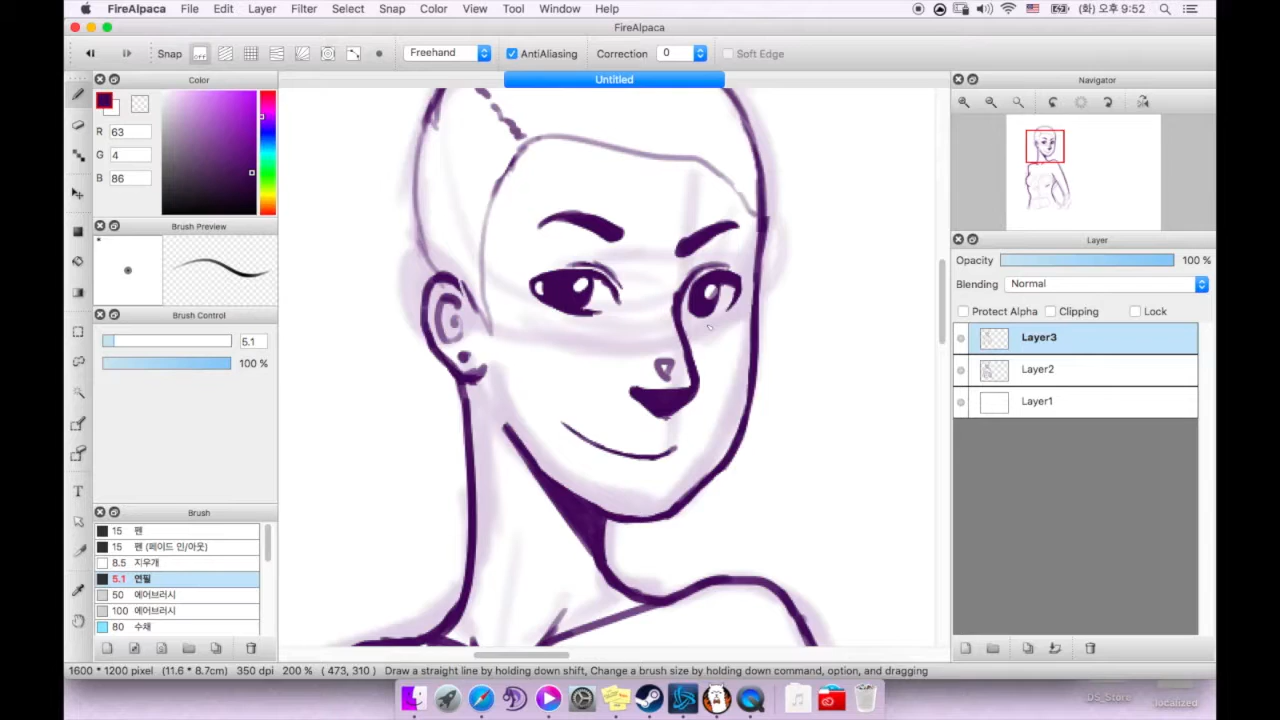 FireAlpaca File Edit Layer Filter Select Snap Color View Tool Window Help (화) 오후 9:52
FireAlpaca
Snap off Freehand AntiAliasing Correction 0 Soft Edge
Color
Untitled
Navigator
R 63
G 4
B 86
Brush Preview
Layer
Opacity 100 %
Blending Normal
Protect Alpha Clipping Lock
Brush Control
5.1
100 %
Layer3
Layer2
Layer1
T
Brush
15 펜
15 펜 (페이드 인/아웃)
8.5 지우개
5.1 연필
50 에어브러시
100 에어브러시
80 수채
1600 * 1200 pixel (11.6 * 8.7cm) 350 dpi 200 % ( 473, 310 ) Draw a straight line by holding down shift, Change a brush size by holding down command, option, and dragging
DS_Store
localized